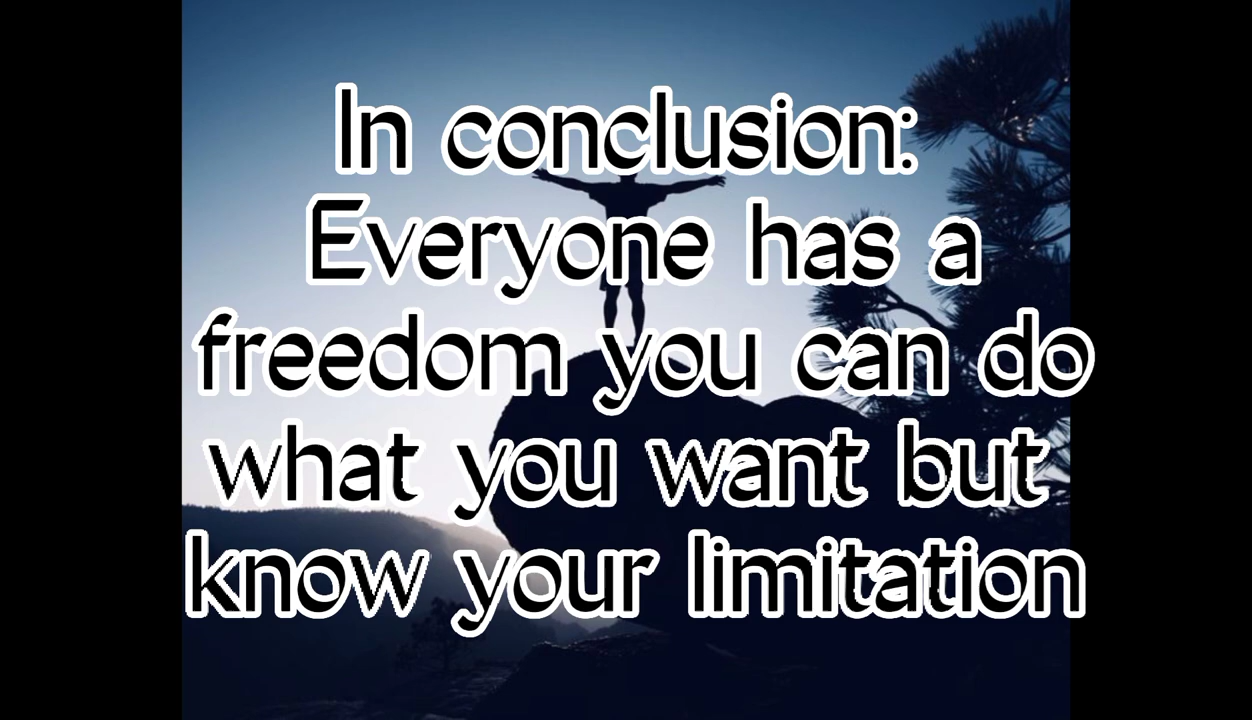 In conclusion:
Everyone has a
freedom you can do
what you want but
know your limitation